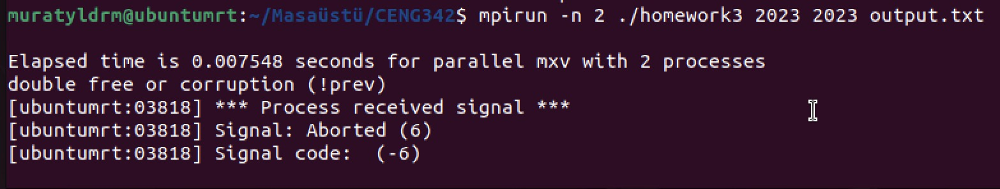 muratyldrm@ubuntumrt:~/Masaüstü/CENG342$ mpirun -n 2 ./homework3 2023 2023 output.txt
Elapsed time is 0.007548 seconds for parallel mxv with 2 processes
double free or corruption (!prev)
[ubuntumrt:03818] *** Process received signal ***
[ubuntumrt:03818] Signal: Aborted (6)
[ubuntumrt:03818] Signal code:  (-6)